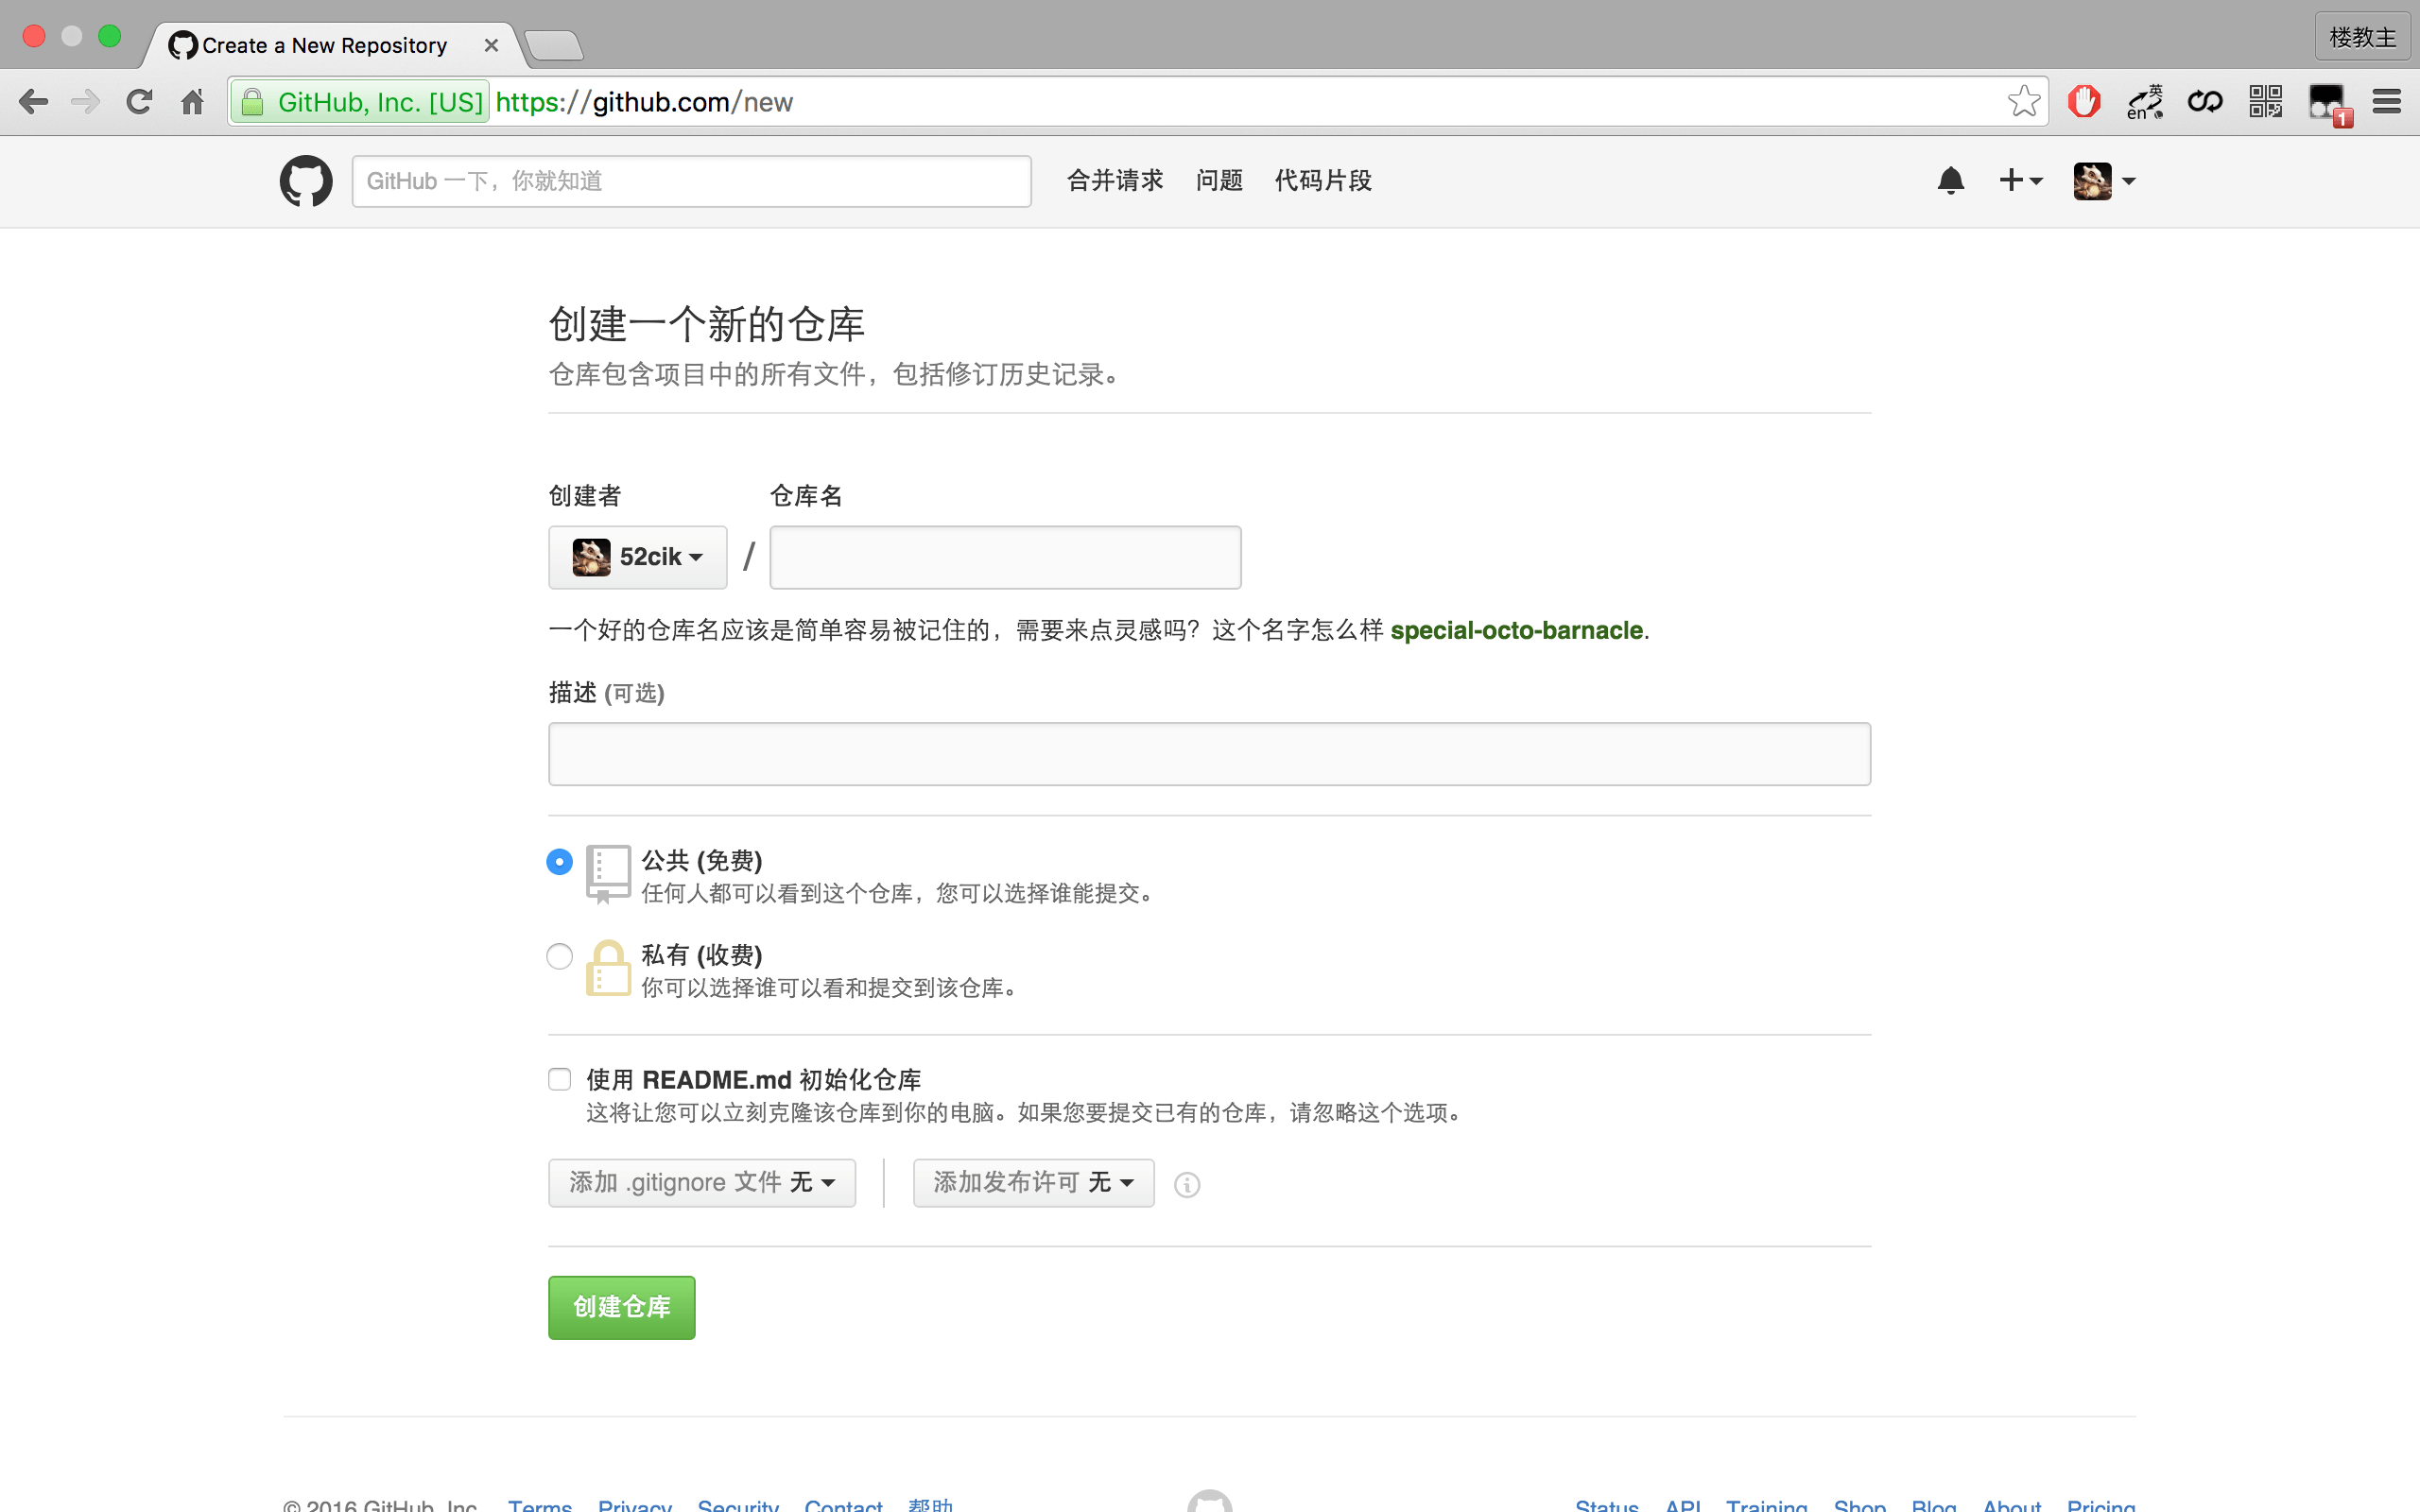 Create a New Repository
楼教主
GitHub, Inc. [US] https://github.com/new
英
en
1
GitHub 一下，你就知道
合并请求 问题 代码片段
创建一个新的仓库
仓库包含项目中的所有文件，包括修订历史记录。
创建者 仓库名
52cik /
一个好的仓库名应该是简单容易被记住的，需要来点灵感吗？这个名字怎么样 special-octo-barnacle.
描述 (可选)
公共 (免费)
任何人都可以看到这个仓库，您可以选择谁能提交。
私有 (收费)
你可以选择谁可以看和提交到该仓库。
使用 README.md 初始化仓库
这将让您可以立刻克隆该仓库到你的电脑。如果您要提交已有的仓库，请忽略这个选项。
添加 .gitignore 文件 无 添加发布许可 无
创建仓库
© 2016 GitHub, Inc. Terms Privacy Security Contact 帮助 Status API Training Shop Blog About Pricing